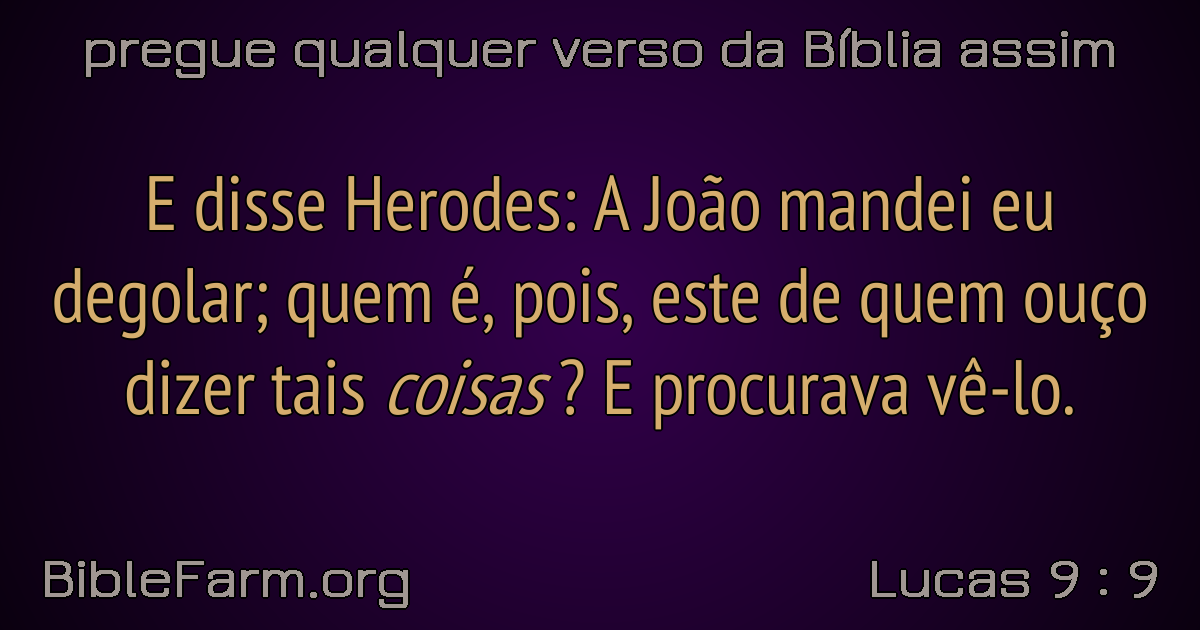 pregue qualquer verso da Bíblia assim
E disse Herodes: A João mandei eu
degolar; quem é, pois, este de quem ouço
dizer tais coisas ? E procurava vê-lo.
BibleFarm.org
Lucas 9 : 9